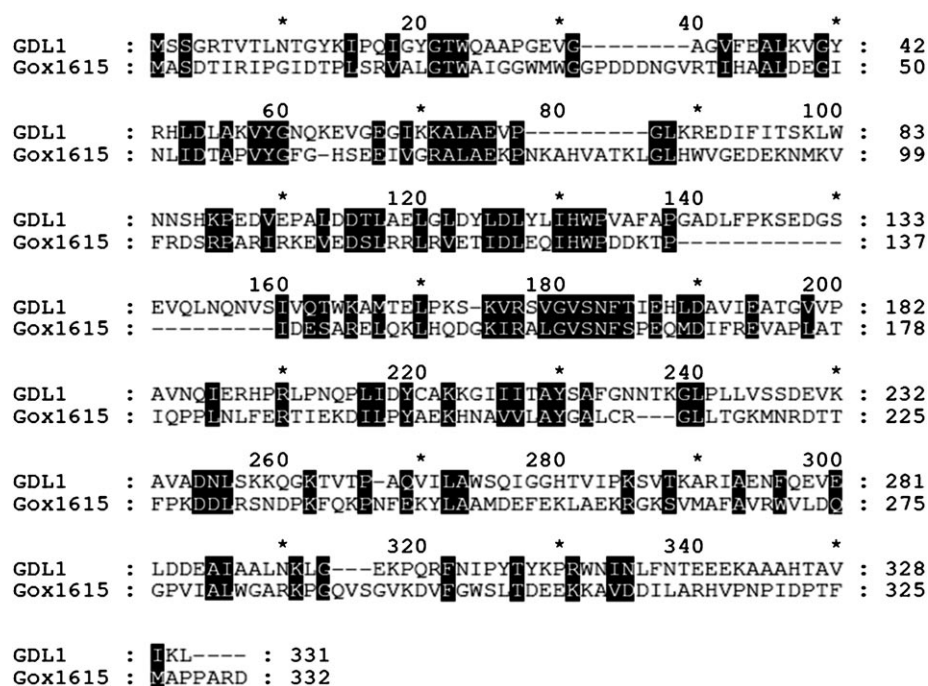 * 20 * 40 *
GDL1 : MSSGRTVTLNTGYKIPQIGYGTWQAAPGEVG--------AGVFEALKVGY : 42
Gox1615 : MASDTIRIPGIDTPLSRVALGTWAIGGWMWGGPDDDNGVRTIHAALDEGI : 50
60 * 80 * 100
GDL1 : RHLDLAKVYGNQKEVGEGIKKALAEVP---------GLKREDIFITSKLW : 83
Gox1615 : NLIDTAPVYGFG-HSEEIVGRALAEKPNKAHVATKLGLHWVGEDEKNMKV : 99
* 120 * 140 *
GDL1 : NNSHKPEDVEPALDDTLAELGLDYLDLYLIHWPVAFAPGADLFPKSEDGS : 133
Gox1615 : FRDSRPARIRKEVEDSLRRLRVETIDLEQIHWPDDKTP------------ : 137
160 * 180 * 200
GDL1 : EVQLNQNVSIVQTWKAMTELPKS-KVRSVGVSNFTIEHLDAVIEATGVVP : 182
Gox1615 : ---------IDESARELQKLHQDGKIRALGVSNFSPEQMDIFREVAPLAT : 178
* 220 * 240 *
GDL1 : AVNQIERHPRLPNQPLIDYCAKKGIIITAYSAFGNNTKGLPLLVSSDEVK : 232
Gox1615 : IQPPLNLFERTIEKDILPYAEKHNAVVLAYGALCR---GLLTGKMNRDTT : 225
260 * 280 * 300
GDL1 : AVADNLSKKQGKTVTP-AQVILAWSQIGGHTVIPKSVTKARIAENFQEVE : 281
Gox1615 : FPKDDLRSNDPKFQKPNFEKYLAAMDEFEKLAEKRGKSVMAFAVRWVLDQ : 275
* 320 * 340 *
GDL1 : LDDEAIAALNKLG---EKPQRFNIPYTYKPRWNINLFNTEEEKAAAHTAV : 328
Gox1615 : GPVIALWGARKPGQVSGVKDVFGWSLTDEEKKAVDDILARHVPNPIDPTF : 325
GDL1 : IKL---- : 331
Gox1615 : MAPPARD : 332